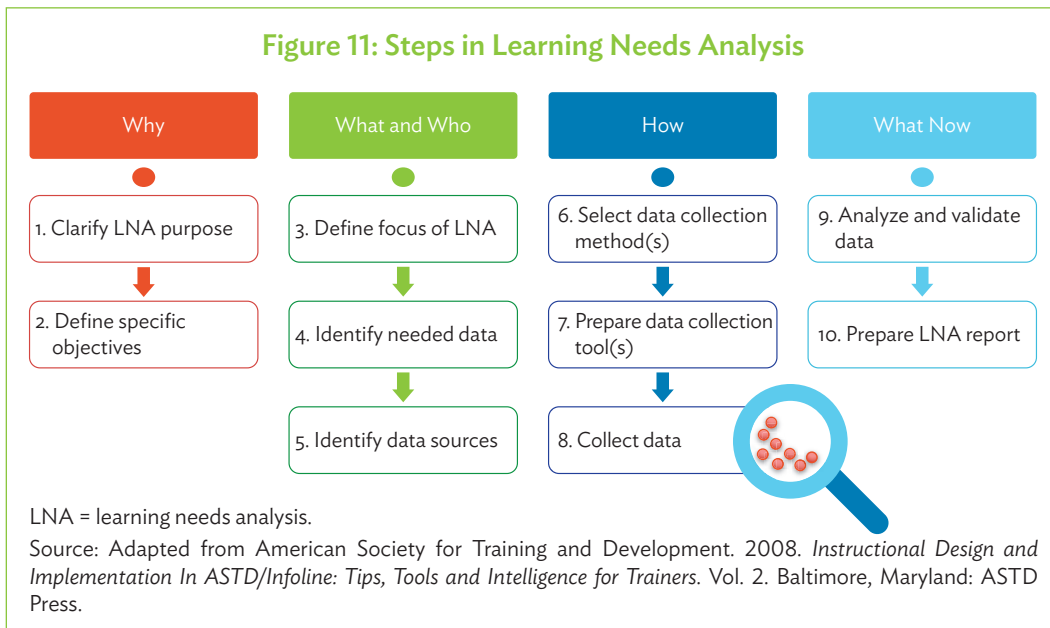 Figure 11: Steps in Learning Needs Analysis
Why
1. Clarify LNA purpose
2. Define specific
objectives
What and Who
3. Define focus of LNA
4. Identify needed data
5. Identify data sources
How
6. Select data collection
method(s)
7. Prepare data collection
tool(s)
8. Collect data
What Now
9. Analyze and validate
data
10. Prepare LNA report
LNA = learning needs analysis.
Source: Adapted from American Society for Training and Development. 2008. Instructional Design and
Implementation In ASTD/Infoline: Tips, Tools and Intelligence for Trainers. Vol. 2. Baltimore, Maryland: ASTD
Press.